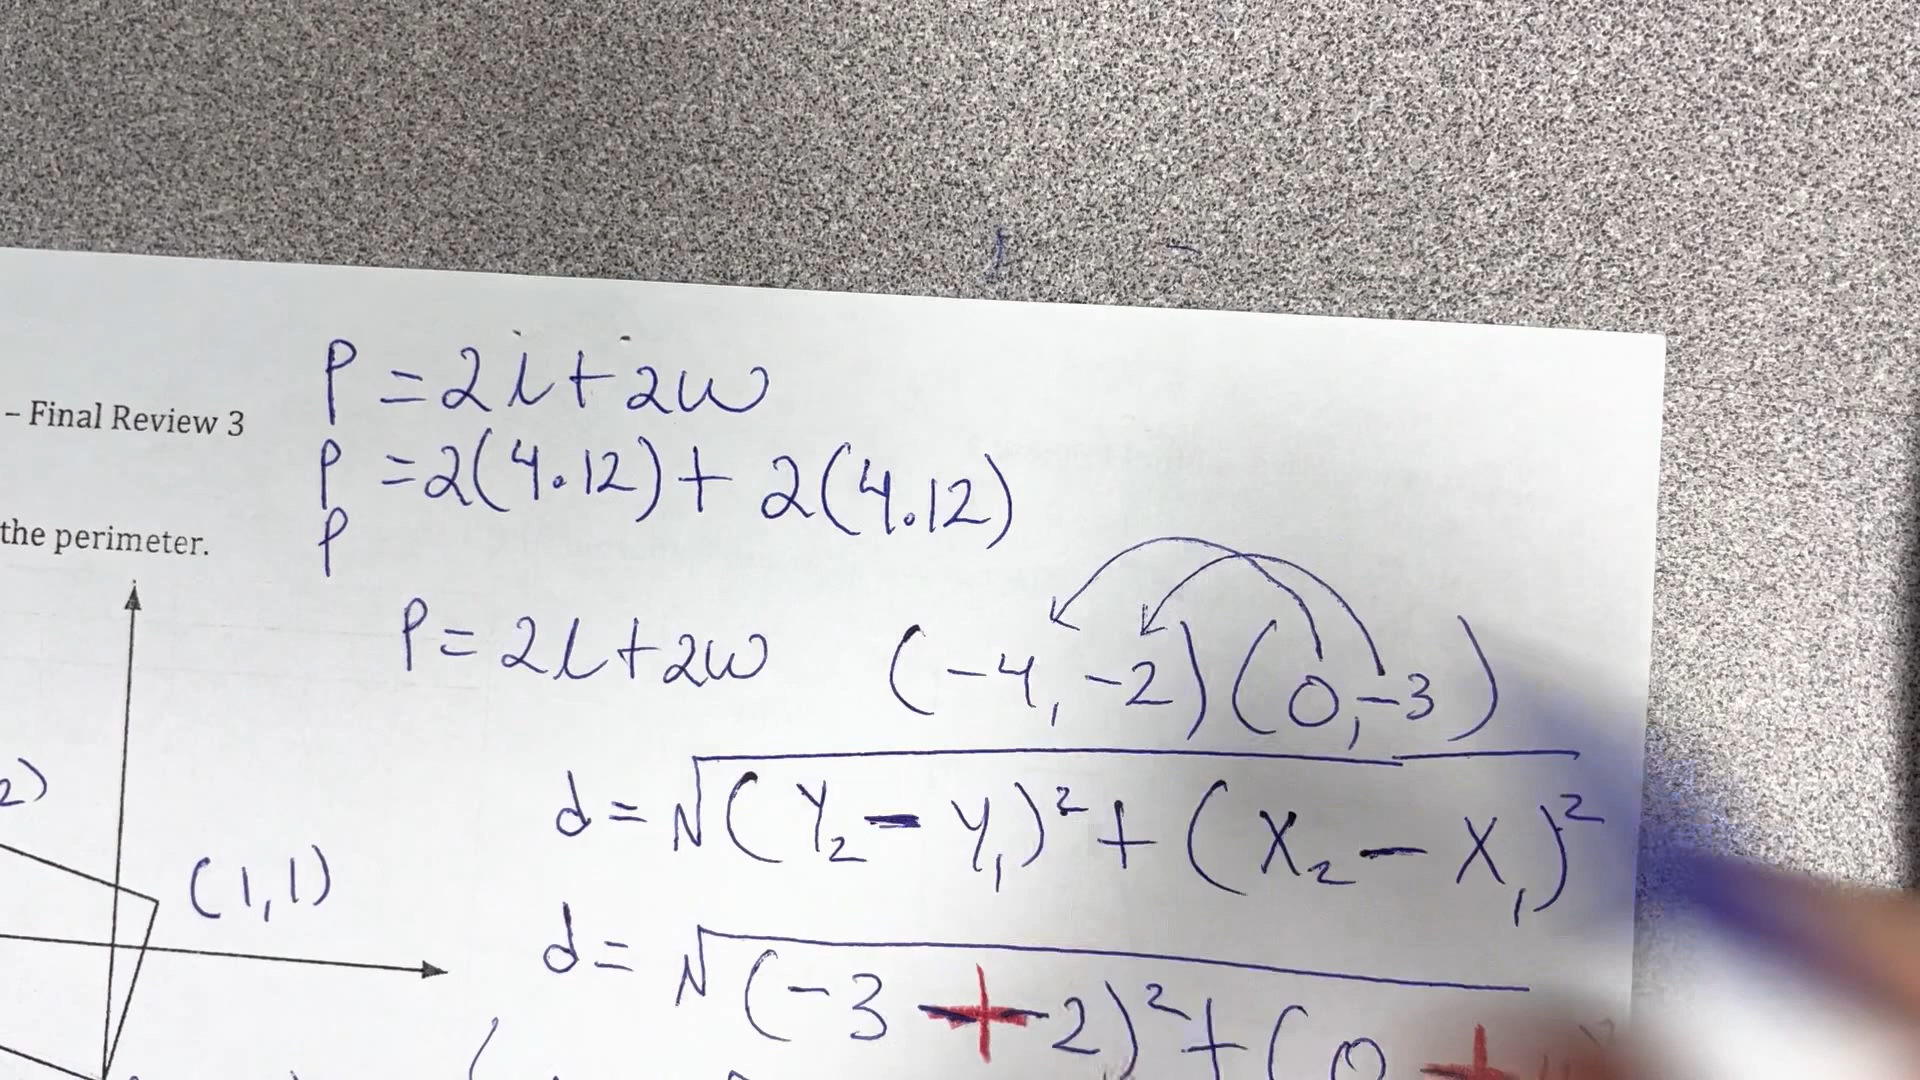 – Final Review 3
P = 2l + 2w
P = 2(4.12) + 2(4.12)
the perimeter.
P
P = 2l + 2w
(-4, -2) (0, -3)
2)
d = √(Y₂ - Y₁)² + (X₂ - X₁)²
(1,1)
d = √(-3 + 2)² + (0 +